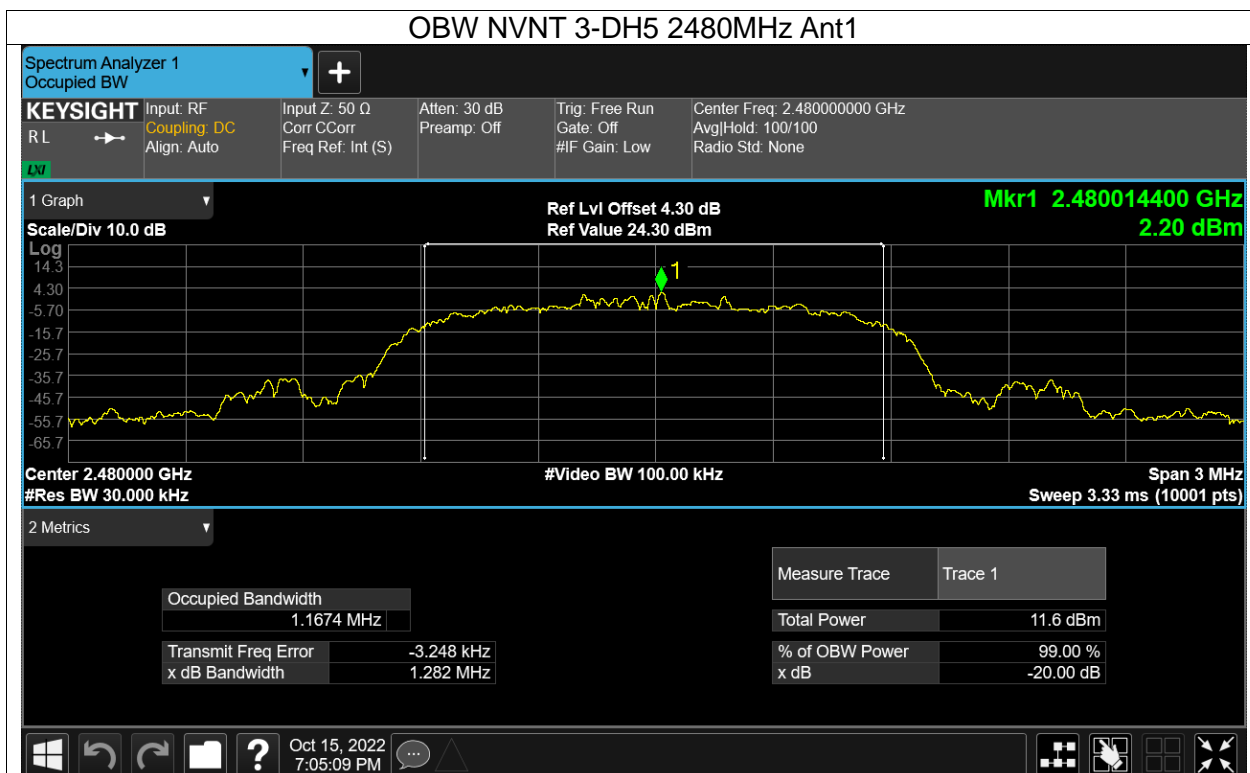 OBW NVNT 3-DH5 2480MHz Ant1
Spectrum Analyzer 1
Occupied BW
KEYSIGHT Input: RF Input Z: 50 Ω Atten: 30 dB Trig: Free Run Center Freq: 2.480000000 GHz
R L Coupling: DC Corr CCorr Preamp: Off Gate: Off Avg|Hold: 100/100
Align: Auto Freq Ref: Int (S) #IF Gain: Low Radio Std: None
LXI
1 Graph Ref Lvl Offset 4.30 dB Mkr1 2.480014400 GHz
Scale/Div 10.0 dB Ref Value 24.30 dBm 2.20 dBm
Log
14.3
1
4.30
-5.70
-15.7
-25.7
-35.7
-45.7
-55.7
-65.7
Center 2.480000 GHz #Video BW 100.00 kHz Span 3 MHz
#Res BW 30.000 kHz Sweep 3.33 ms (10001 pts)
2 Metrics
Measure Trace Trace 1
Occupied Bandwidth
1.1674 MHz Total Power 11.6 dBm
Transmit Freq Error -3.248 kHz % of OBW Power 99.00 %
x dB Bandwidth 1.282 MHz x dB -20.00 dB
? Oct 15, 2022
7:05:09 PM